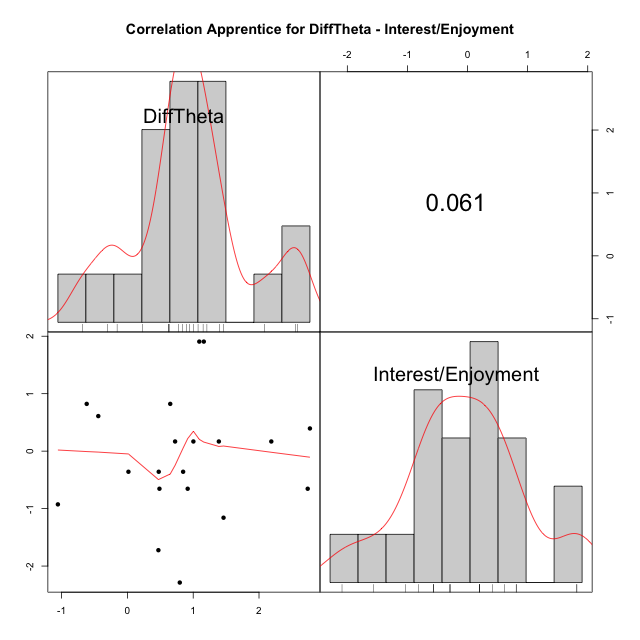 Correlation Apprentice for DiffTheta - Interest/Enjoyment
-2 -1 0 1 2
DiffTheta
0.061
2
1
0
-1
Interest/Enjoyment
2
1
0
-1
-2
-1 0 1 2